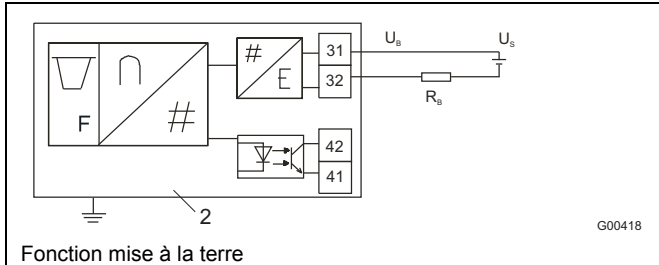 U_B
U_S
#
31
E
32
R_B
F
∩
#
42
41
2
G00418
Fonction mise à la terre